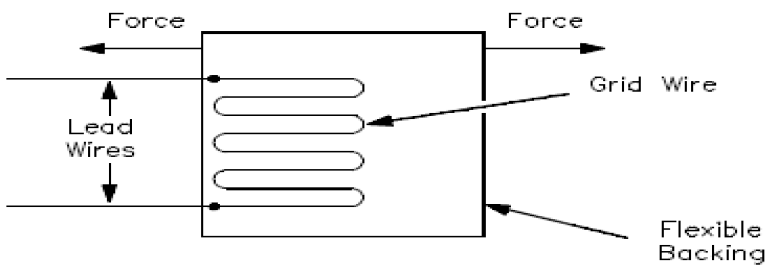 Force
Force
Grid Wire
Lead
Wires
Flexible
Backing